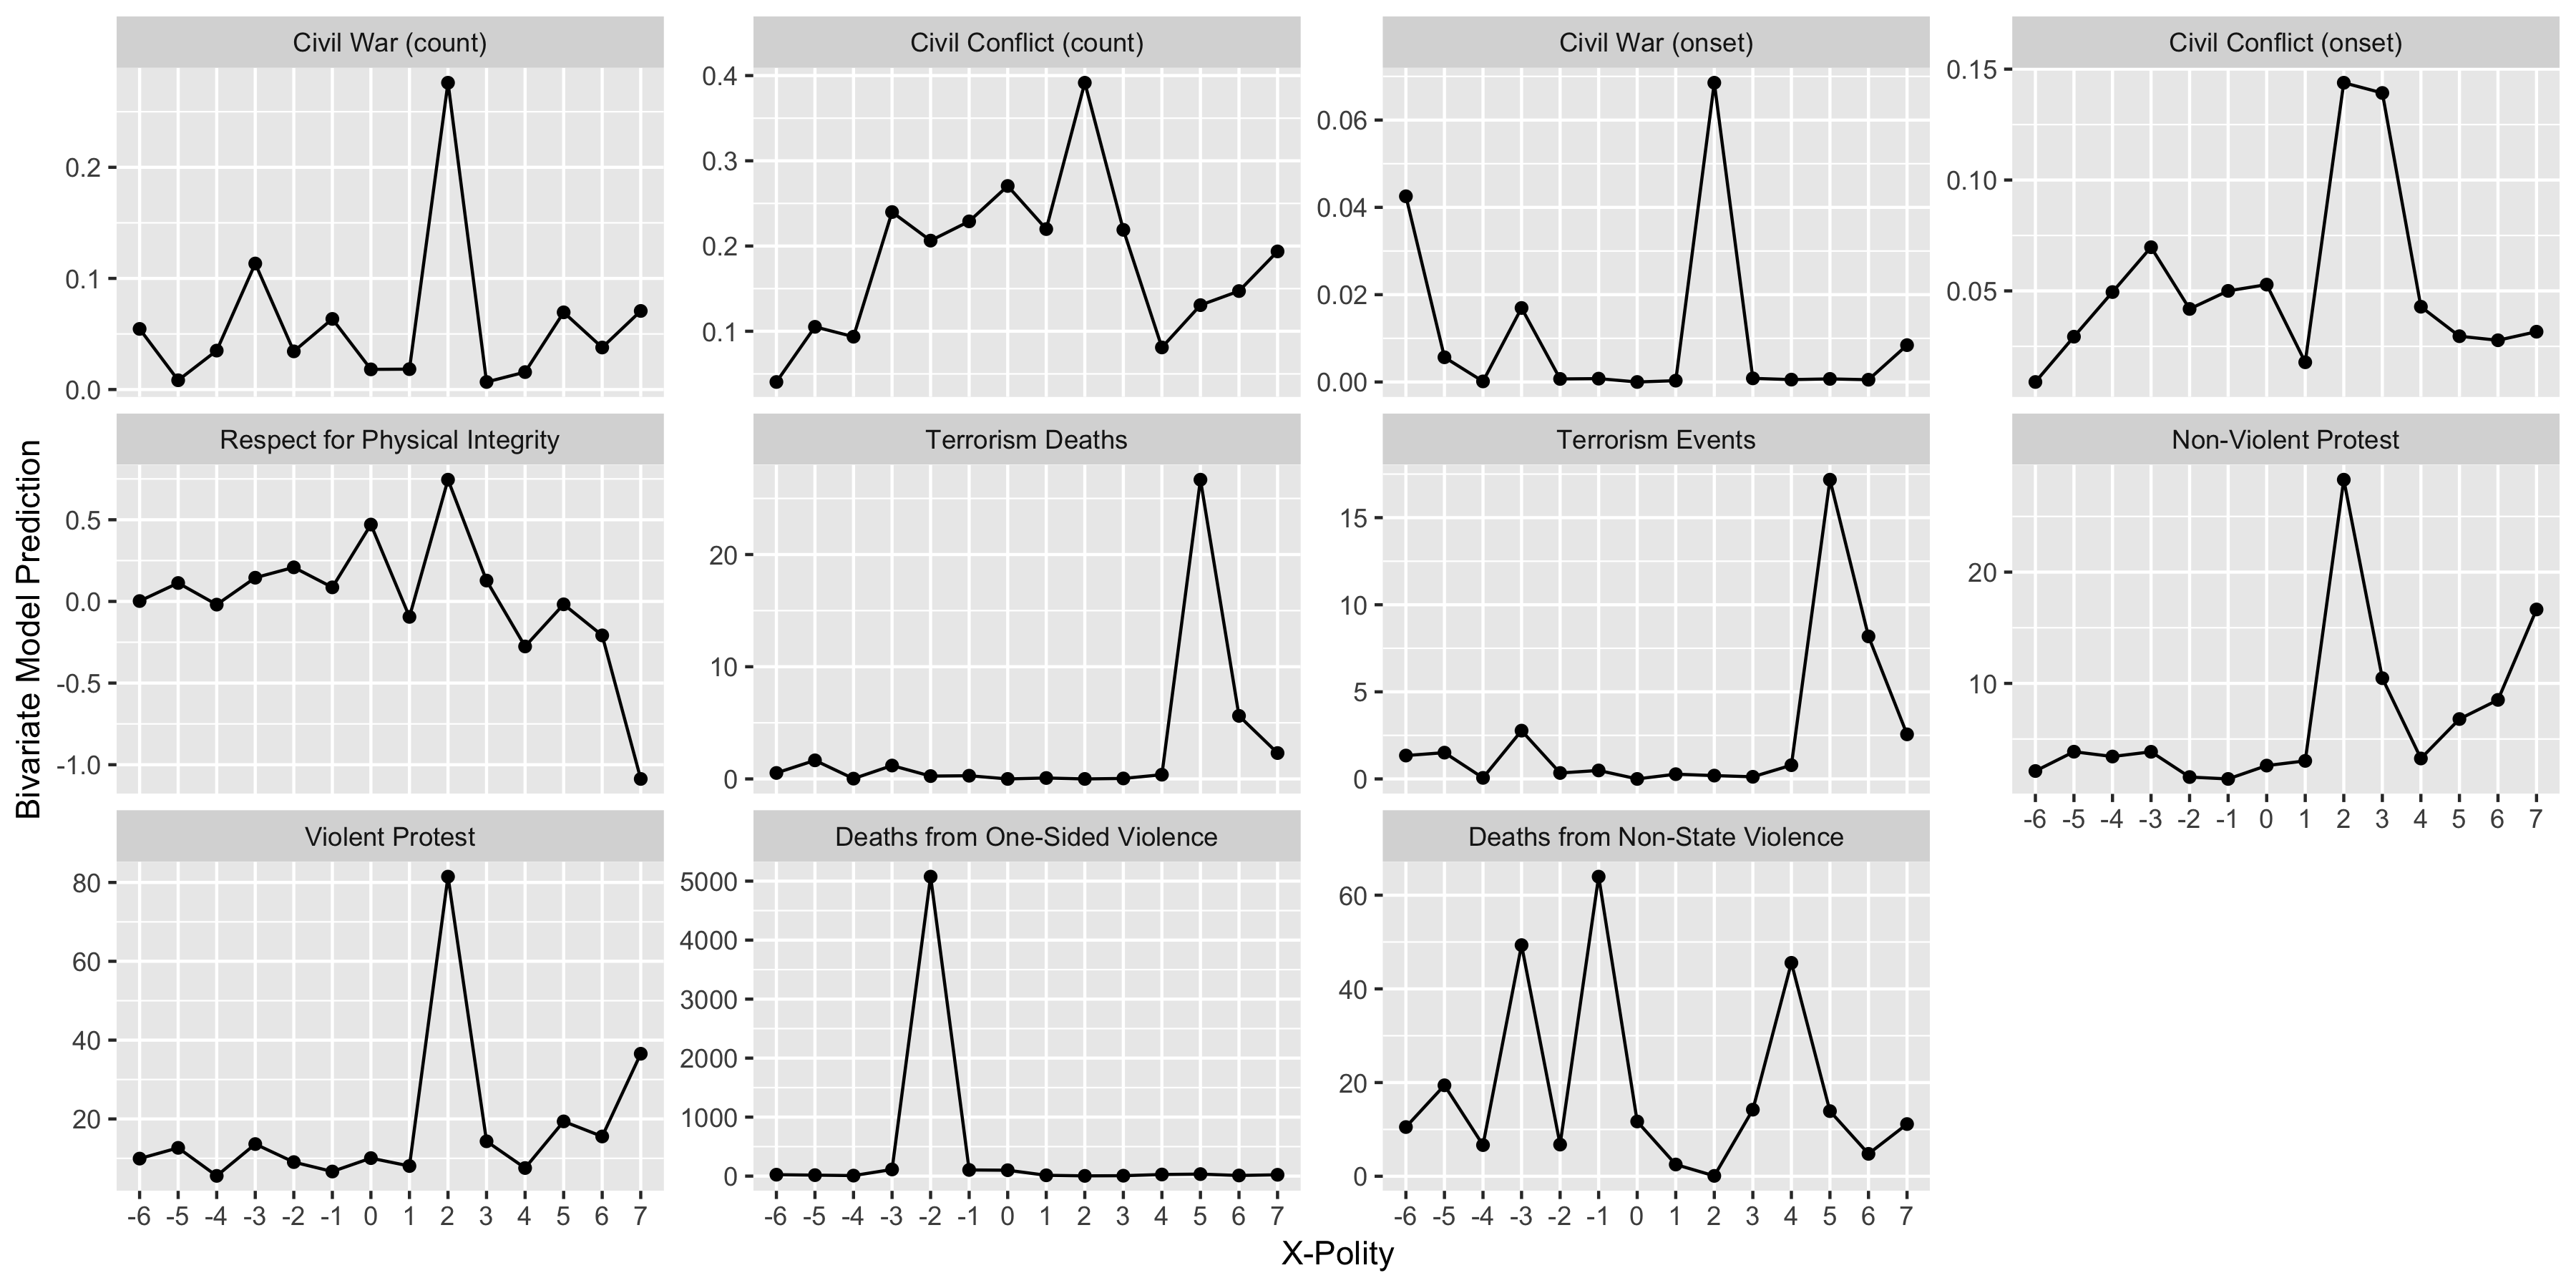 Civil War (count)
Civil Conflict (count)
Civil War (onset)
Civil Conflict (onset)
0.2
0.1
0.0
0.4
0.3
0.2
0.1
0.06
0.04
0.02
0.00
0.15
0.10
0.05
Bivariate Model Prediction
Respect for Physical Integrity
Terrorism Deaths
Terrorism Events
Non-Violent Protest
0.5
0.0
-0.5
-1.0
20
10
0
15
10
5
0
20
10
-6 -5 -4 -3 -2 -1 0 1 2 3 4 5 6 7
Violent Protest
Deaths from One-Sided Violence
Deaths from Non-State Violence
80
60
40
20
5000
4000
3000
2000
1000
0
60
40
20
0
-6 -5 -4 -3 -2 -1 0 1 2 3 4 5 6 7
-6 -5 -4 -3 -2 -1 0 1 2 3 4 5 6 7
-6 -5 -4 -3 -2 -1 0 1 2 3 4 5 6 7
X-Polity